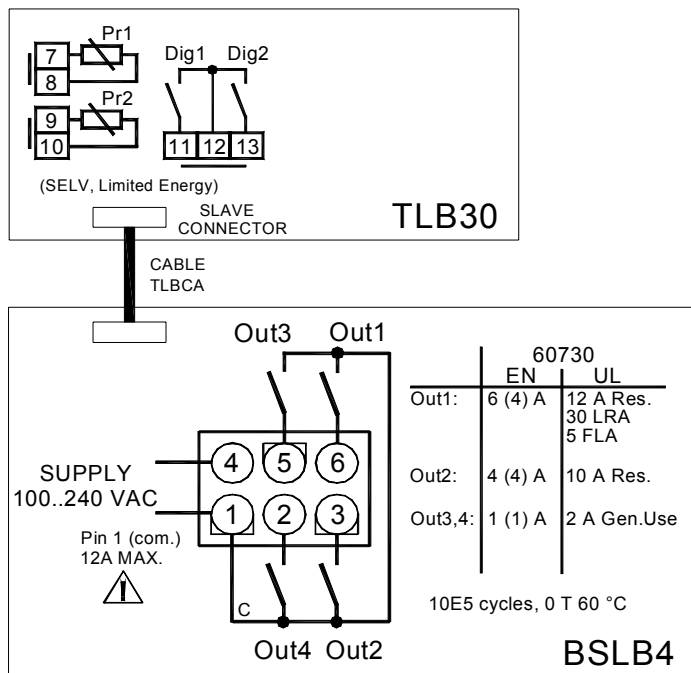 7
8
Pr1
9
10
Pr2
Dig1 Dig2
11 12 13
(SELV, Limited Energy)
SLAVE
CONNECTOR
TLB30
CABLE
TLBCA
Out3 Out1
4 5 6
1 2 3
SUPPLY
100..240 VAC
Pin 1 (com.)
12A MAX.
!
C
Out4 Out2
60730
EN UL
Out1: 6 (4) A 12 A Res.
30 LRA
5 FLA
Out2: 4 (4) A 10 A Res.
Out3,4: 1 (1) A 2 A Gen.Use
10E5 cycles, 0 T 60 °C
BSLB4